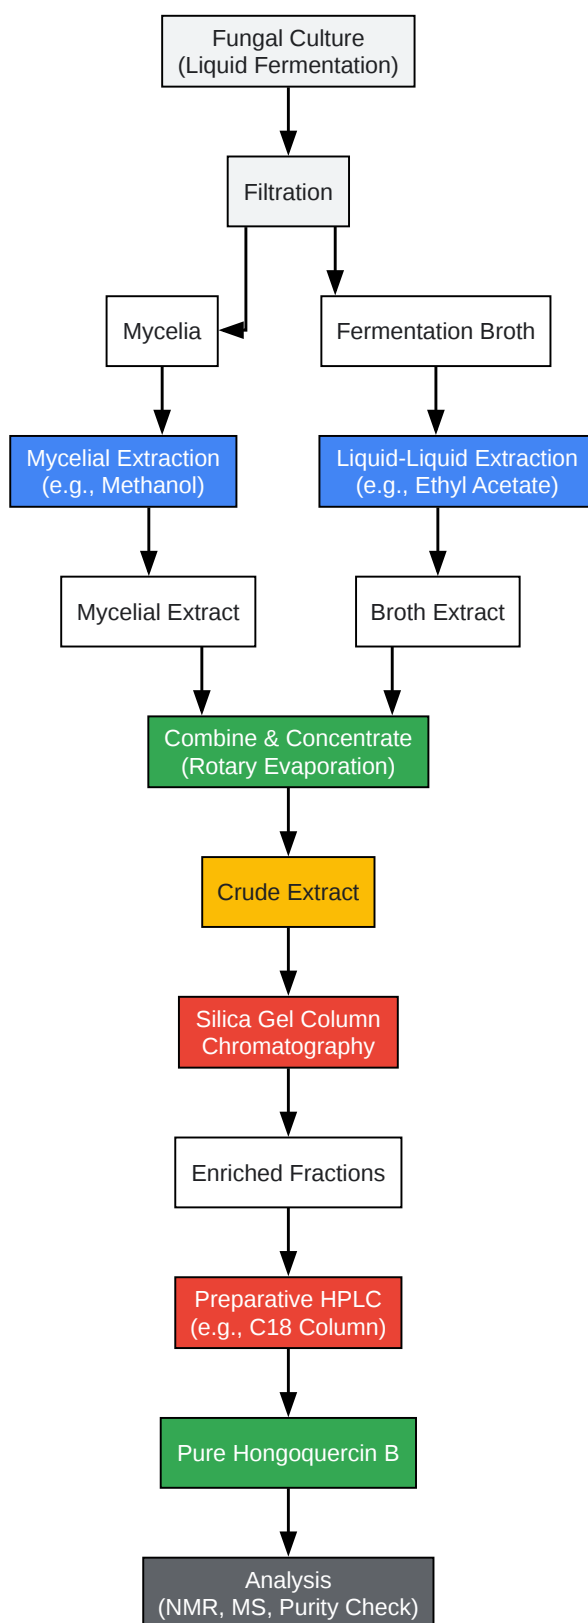 Fungal Culture
(Liquid Fermentation)
Filtration
Mycelia
Fermentation Broth
Mycelial Extraction
(e.g., Methanol)
Liquid-Liquid Extraction
(e.g., Ethyl Acetate)
Mycelial Extract
Broth Extract
Combine & Concentrate
(Rotary Evaporation)
Crude Extract
Silica Gel Column
Chromatography
Enriched Fractions
Preparative HPLC
(e.g., C18 Column)
Pure Hongoquercin B
Analysis
(NMR, MS, Purity Check)